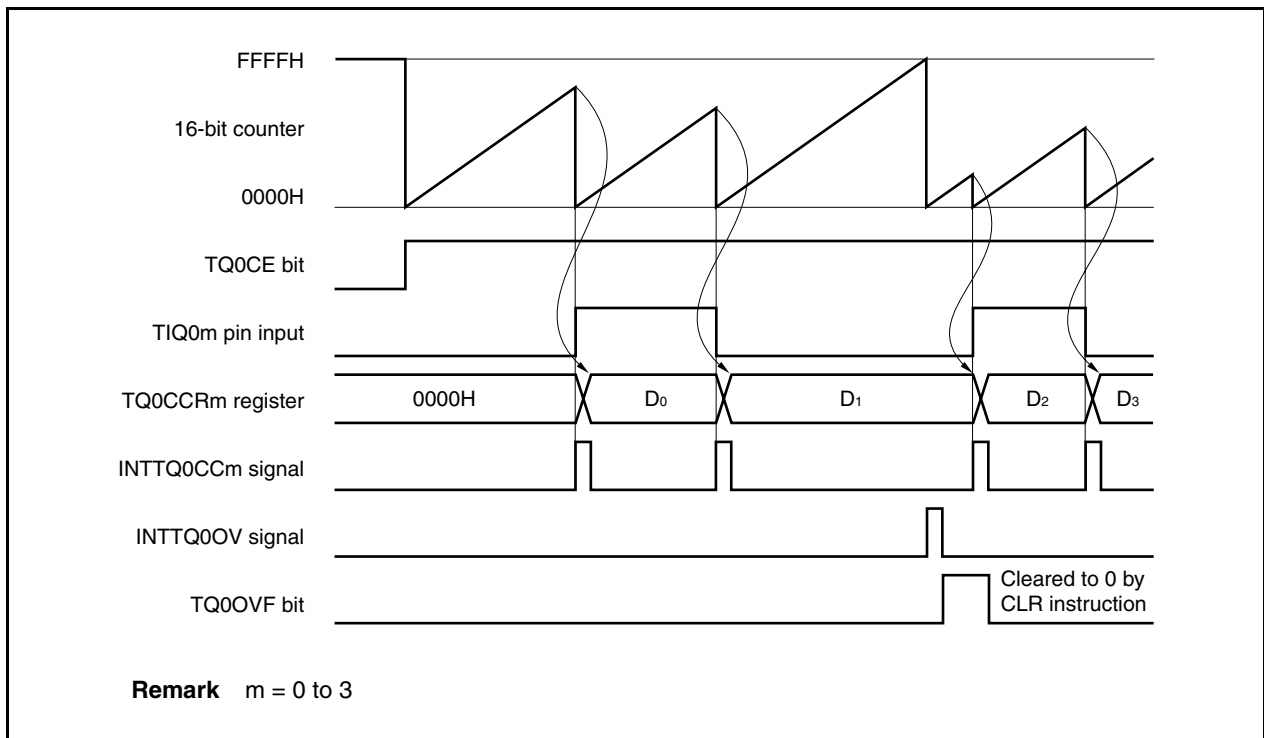 FFFFH
16-bit counter
0000H
TQ0CE bit
TIQ0m pin input
TQ0CCRm register
0000H D0 D1 D2 D3
INTTQ0CCm signal
INTTQ0OV signal
TQ0OVF bit
Cleared to 0 by
CLR instruction
Remark m = 0 to 3